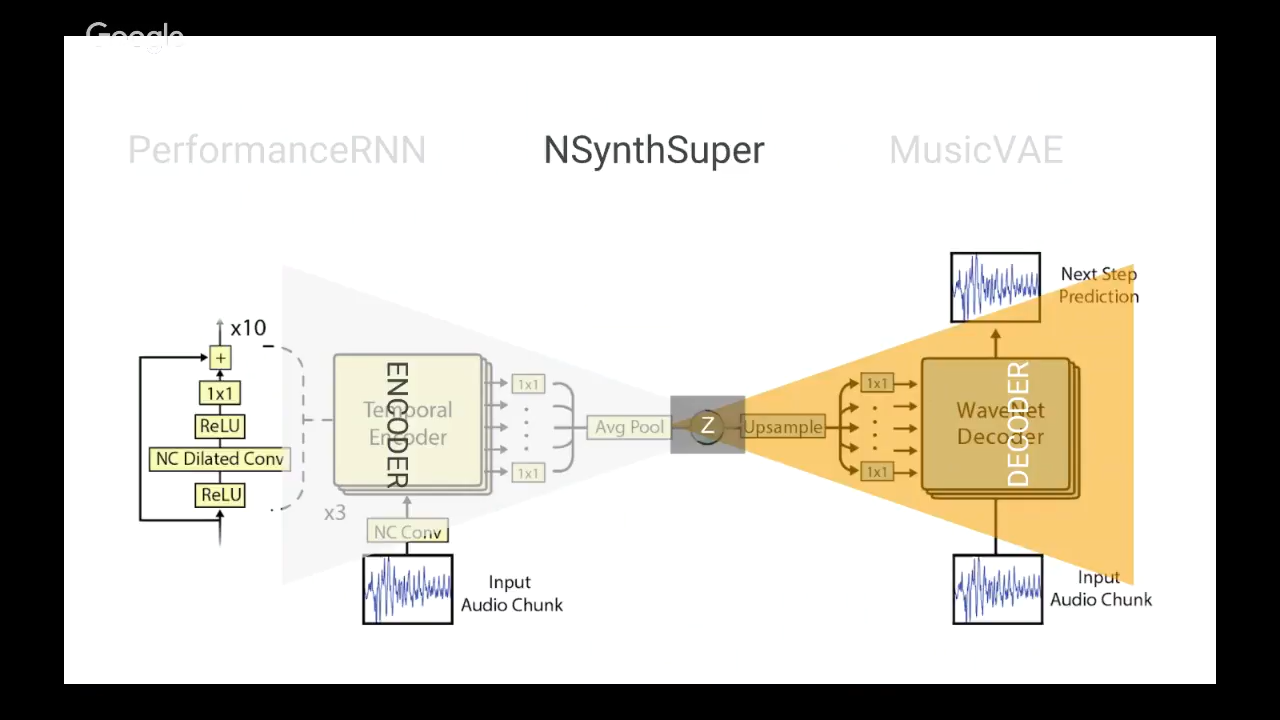 Google
PerformanceRNN
NSynthSuper
MusicVAE
x10
+
1x1
ReLU
NC Dilated Conv
ReLU
x3
Temporal
Encoder
ENCODER
NC Conv
Input
Audio Chunk
1x1
1x1
Avg Pool
Z
Upsample
1x1
1x1
WaveNet
Decoder
DECODER
Next Step
Prediction
Input
Audio Chunk